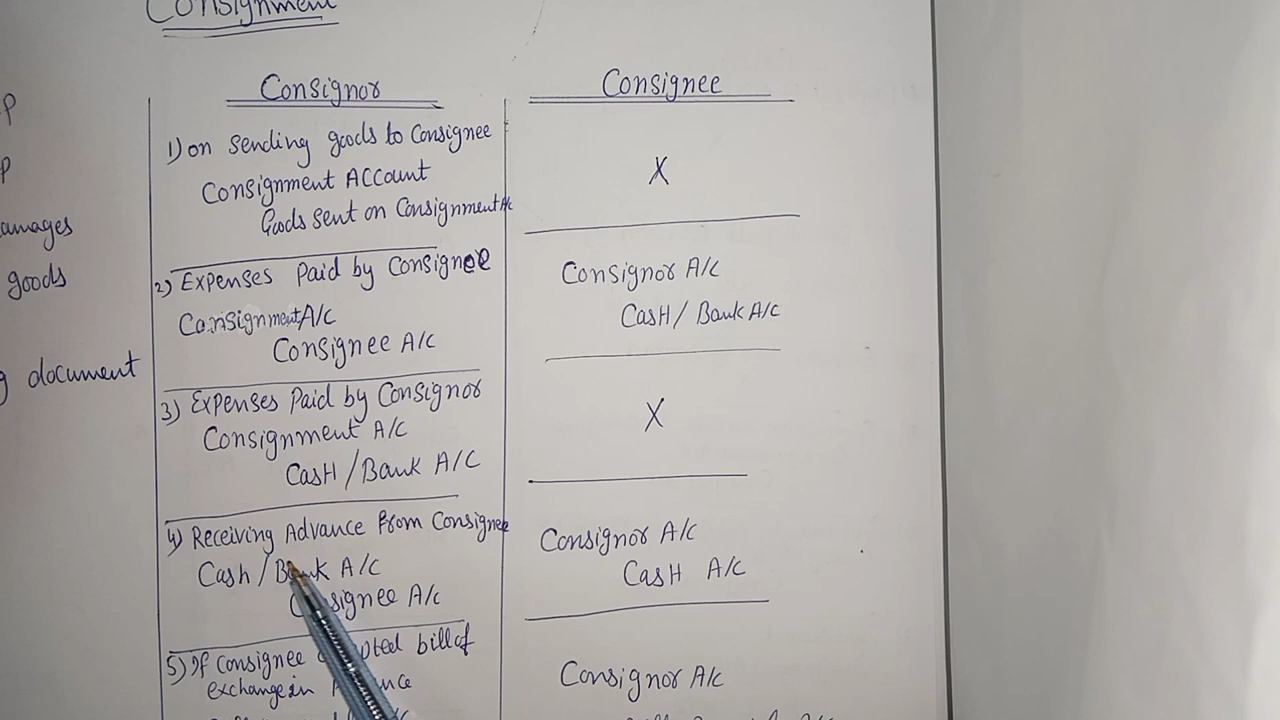 Consignment
P
P
amages
goods
g document
Consignor
1) on sending goods to Consignee
Consignment Account
Goods sent on Consignment A/c
2) Expenses Paid by Consignee
Consignment A/c
Consignee A/c
3) Expenses Paid by Consignor
Consignment A/c
Cash / Bank A/c
4) Receiving Advance from Consignee
Cash / Bank A/c
Consignee A/c
5) If Consignee bill of
exchange in
Consignee
X
Consignor A/c
Cash / Bank A/c
X
Consignor A/c
Cash A/c
Consignor A/c